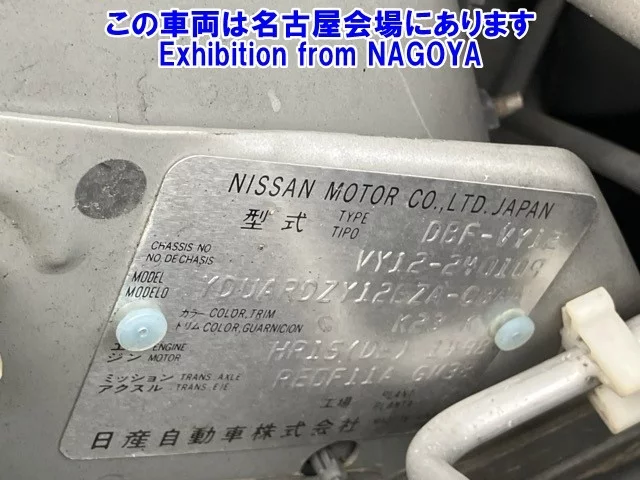 この車両は名古屋会場にあります
Exhibition from NAGOYA
NISSAN MOTOR CO.,LTD. JAPAN
型式 TYPE TIPO DBF-VY12
CHASSIS NO
NO. DE CHASIS VY12-240109
MODEL
MODELO
カラー COLOR, TRIM
トリム COLOR, GUARNICION K23
エンジン ENGINE MOTOR HR15(DE)
ミッション TRANS. AXLE
アクスル TRANS. EJE RE0F11A
工場
日産自動車株式会社